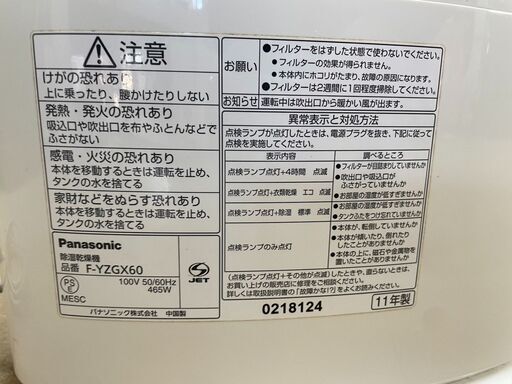 注意
けがの恐れあり
上に乗ったり、腰かけたりしない
発熱・発火の恐れあり
吸込口や吹出口を布やふとんなどで
ふさがない
感電・火災の恐れあり
本体を移動するときは運転を止め、
タンクの水を捨てる
家財などをぬらす恐れあり
本体を移動するときは運転を止め、
タンクの水を捨てる
Panasonic
除湿乾燥機
品番 F-YZGX60
100V 50/60Hz
465W
PS
E
MESC
JET
パナソニック株式会社 中国製
お願い
●フィルターをはずした状態で使わないでください。
・フィルターの効果が得られません。
・本体内にホコリがたまり、故障の原因になります。
●フィルターは2週間に1回程度掃除してください。
お知らせ
運転中は吹出口から暖かい風が出ます。
異常表示と対処方法
点検ランプが点灯したときは、電源プラグを抜き、下記に従って
点検を実施してください。
表示内容
調べるところ
点検ランプ点灯+4時間 点滅
●フィルターが目詰まりしていませんか
●吹出口や吸込口が
ふさがっていませんか
点検ランプ点灯+衣類乾燥 エコ 点滅
●お部屋の温度が低すぎませんか
点検ランプ点灯+除湿 標準 点滅
●お部屋の湿度が低すぎませんか
●タンクふたをつけ忘れていませんか
点検ランプのみ点灯
●本体が、転倒していませんか
●本体が傾いたり、倒れたり
していませんか
●本体の上に、磁石や金属物を
置いていませんか
(点検ランプ点灯+その他が点滅)したときは、
お買い上げの販売店に修理をご相談ください。
詳しくは取扱説明書の「故障かな!?」をよくお読みください。
0218124
11年製